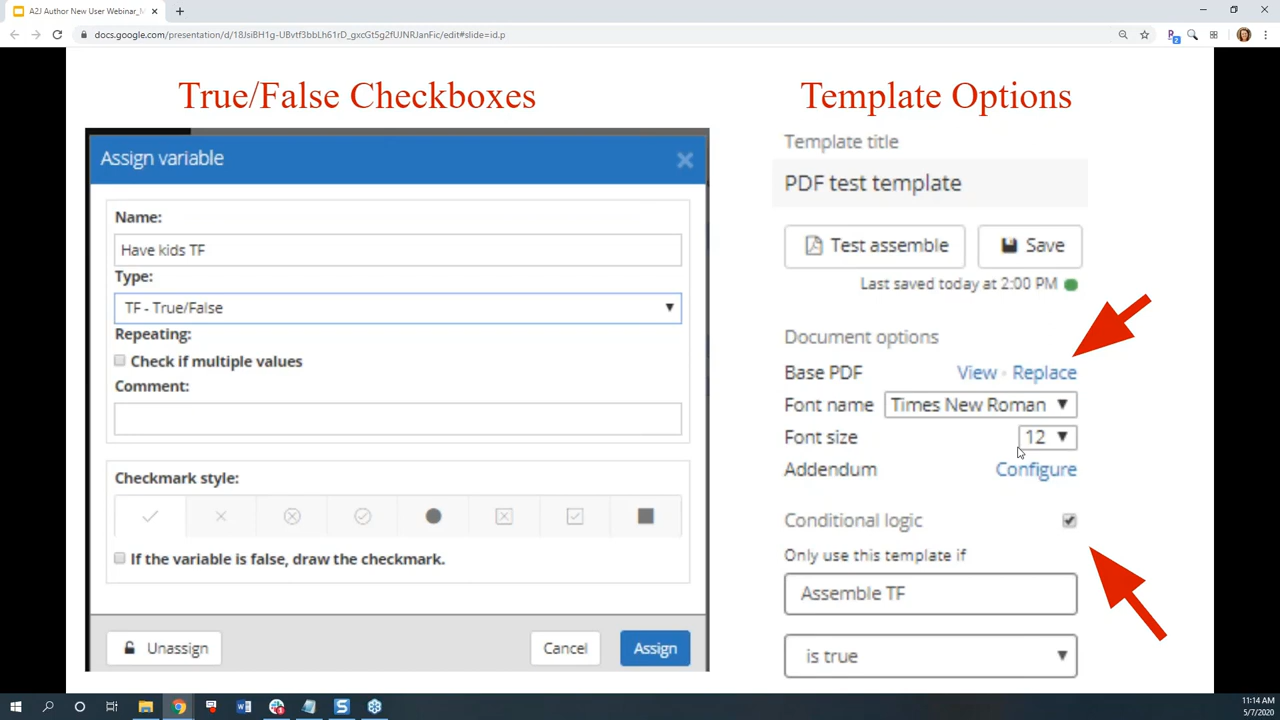 A2J Author New User Webinar_M
docs.google.com/presentation/d/18JsiBH1g-UBvtf3bbLh61rD_gxcGt5g2fUJNRJanFic/edit#slide=id.p
True/False Checkboxes
Assign variable
Name:
Have kids TF
Type:
TF - True/False
Repeating:
Check if multiple values
Comment:
Checkmark style:
If the variable is false, draw the checkmark.
Unassign
Cancel
Assign
Template Options
Template title
PDF test template
Test assemble
Save
Last saved today at 2:00 PM
Document options
Base PDF
View • Replace
Font name
Times New Roman
Font size
12
Addendum
Configure
Conditional logic
Only use this template if
Assemble TF
is true
11:14 AM
5/7/2020